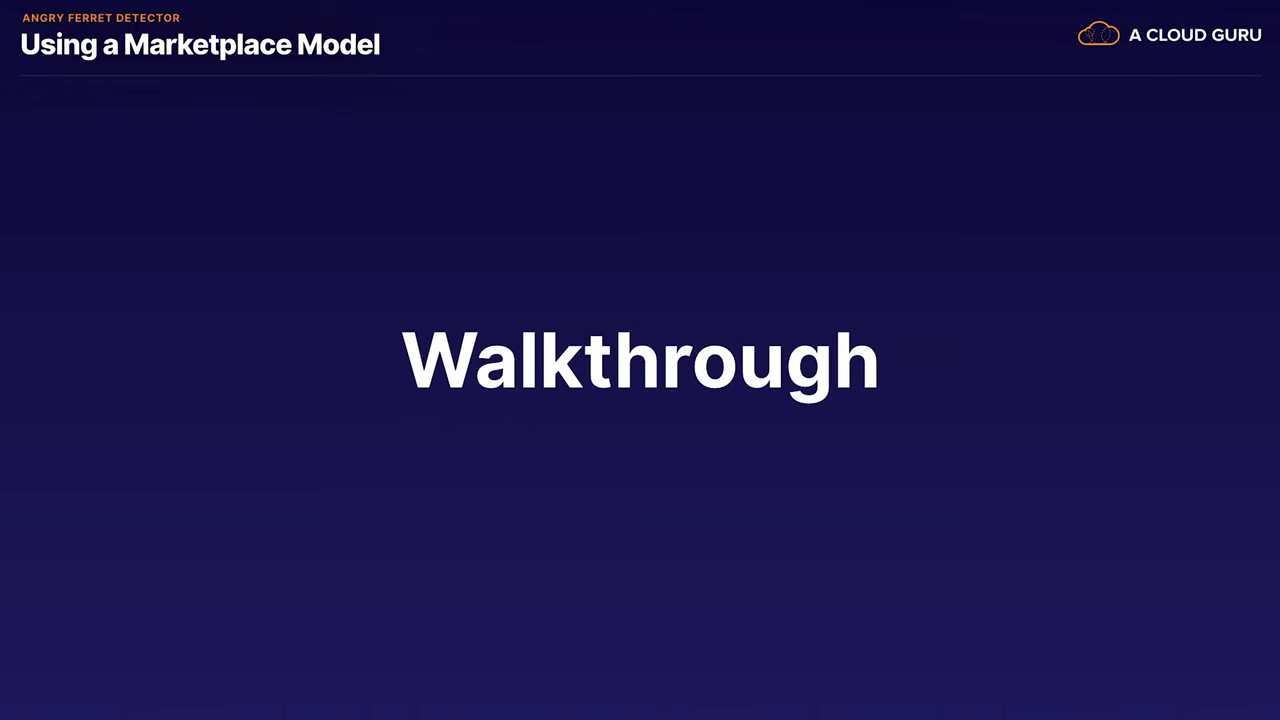 ANGRY FERRET DETECTOR
Using a Marketplace Model
A CLOUD GURU
Walkthrough